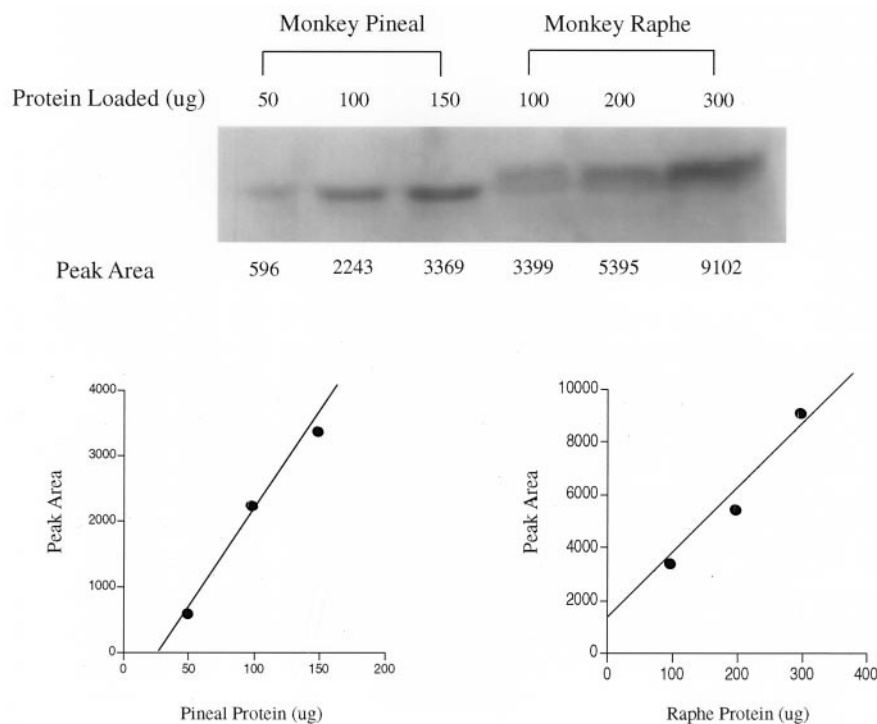 Monkey Pineal Monkey Raphe
Protein Loaded (ug) 50 100 150 100 200 300
Peak Area 596 2243 3369 3399 5395 9102
4000
3000
2000
1000
0
Peak Area
0 50 100 150 200
Pineal Protein (ug)
10000
8000
6000
4000
2000
0
Peak Area
0 100 200 300 400
Raphe Protein (ug)